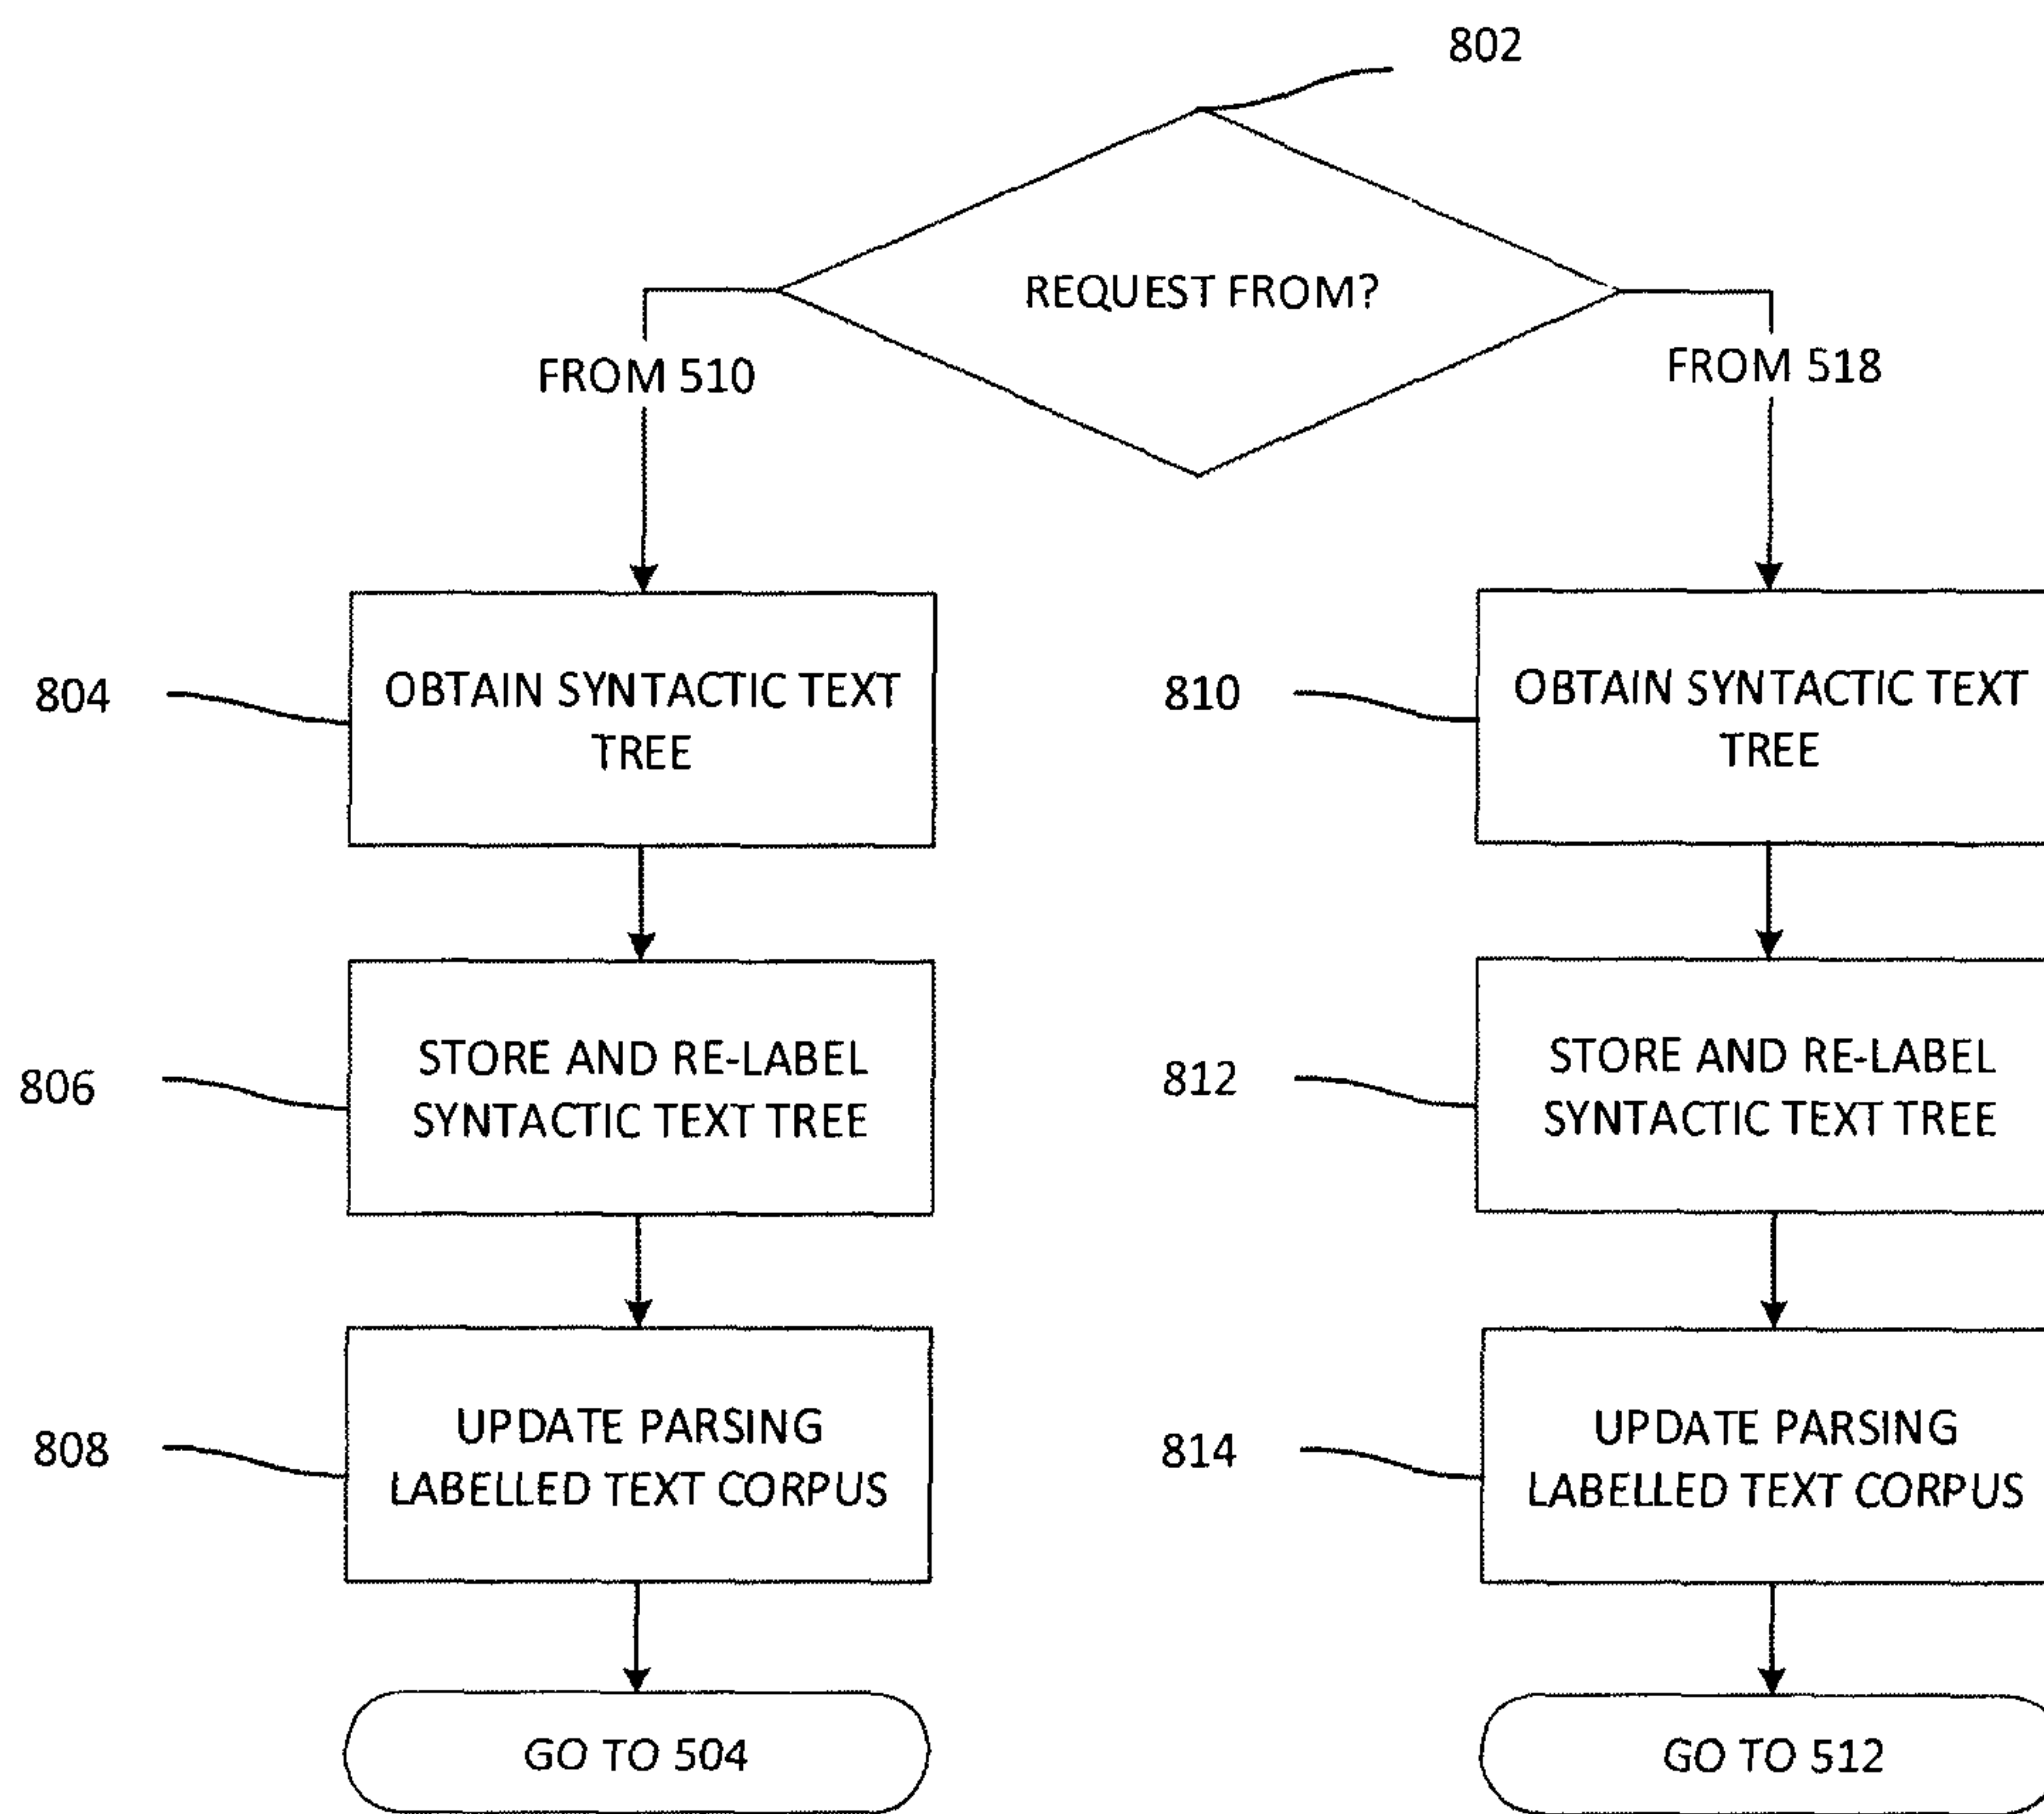 802
REQUEST FROM?
FROM 510
FROM 518
804
OBTAIN SYNTACTIC TEXT
TREE
810
OBTAIN SYNTACTIC TEXT
TREE
806
STORE AND RE-LABEL
SYNTACTIC TEXT TREE
812
STORE AND RE-LABEL
SYNTACTIC TEXT TREE
808
UPDATE PARSING
LABELLED TEXT CORPUS
814
UPDATE PARSING
LABELLED TEXT CORPUS
GO TO 504
GO TO 512